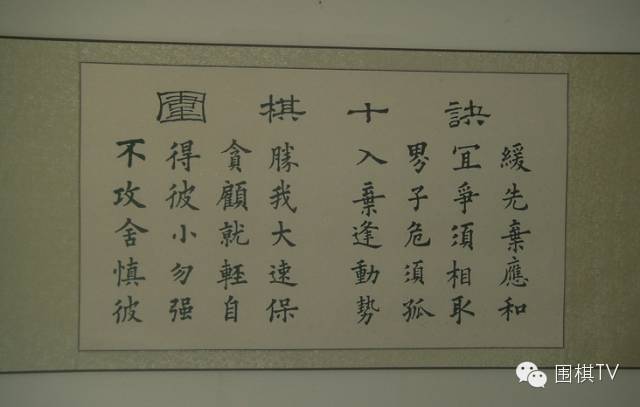 圍棋十訣
不得貪勝 入界冝緩
攻彼顧我 棄子爭先
舍小就大 逢危須棄
慎勿輕速 動須相應
彼强自保 勢孤取和
围棋TV